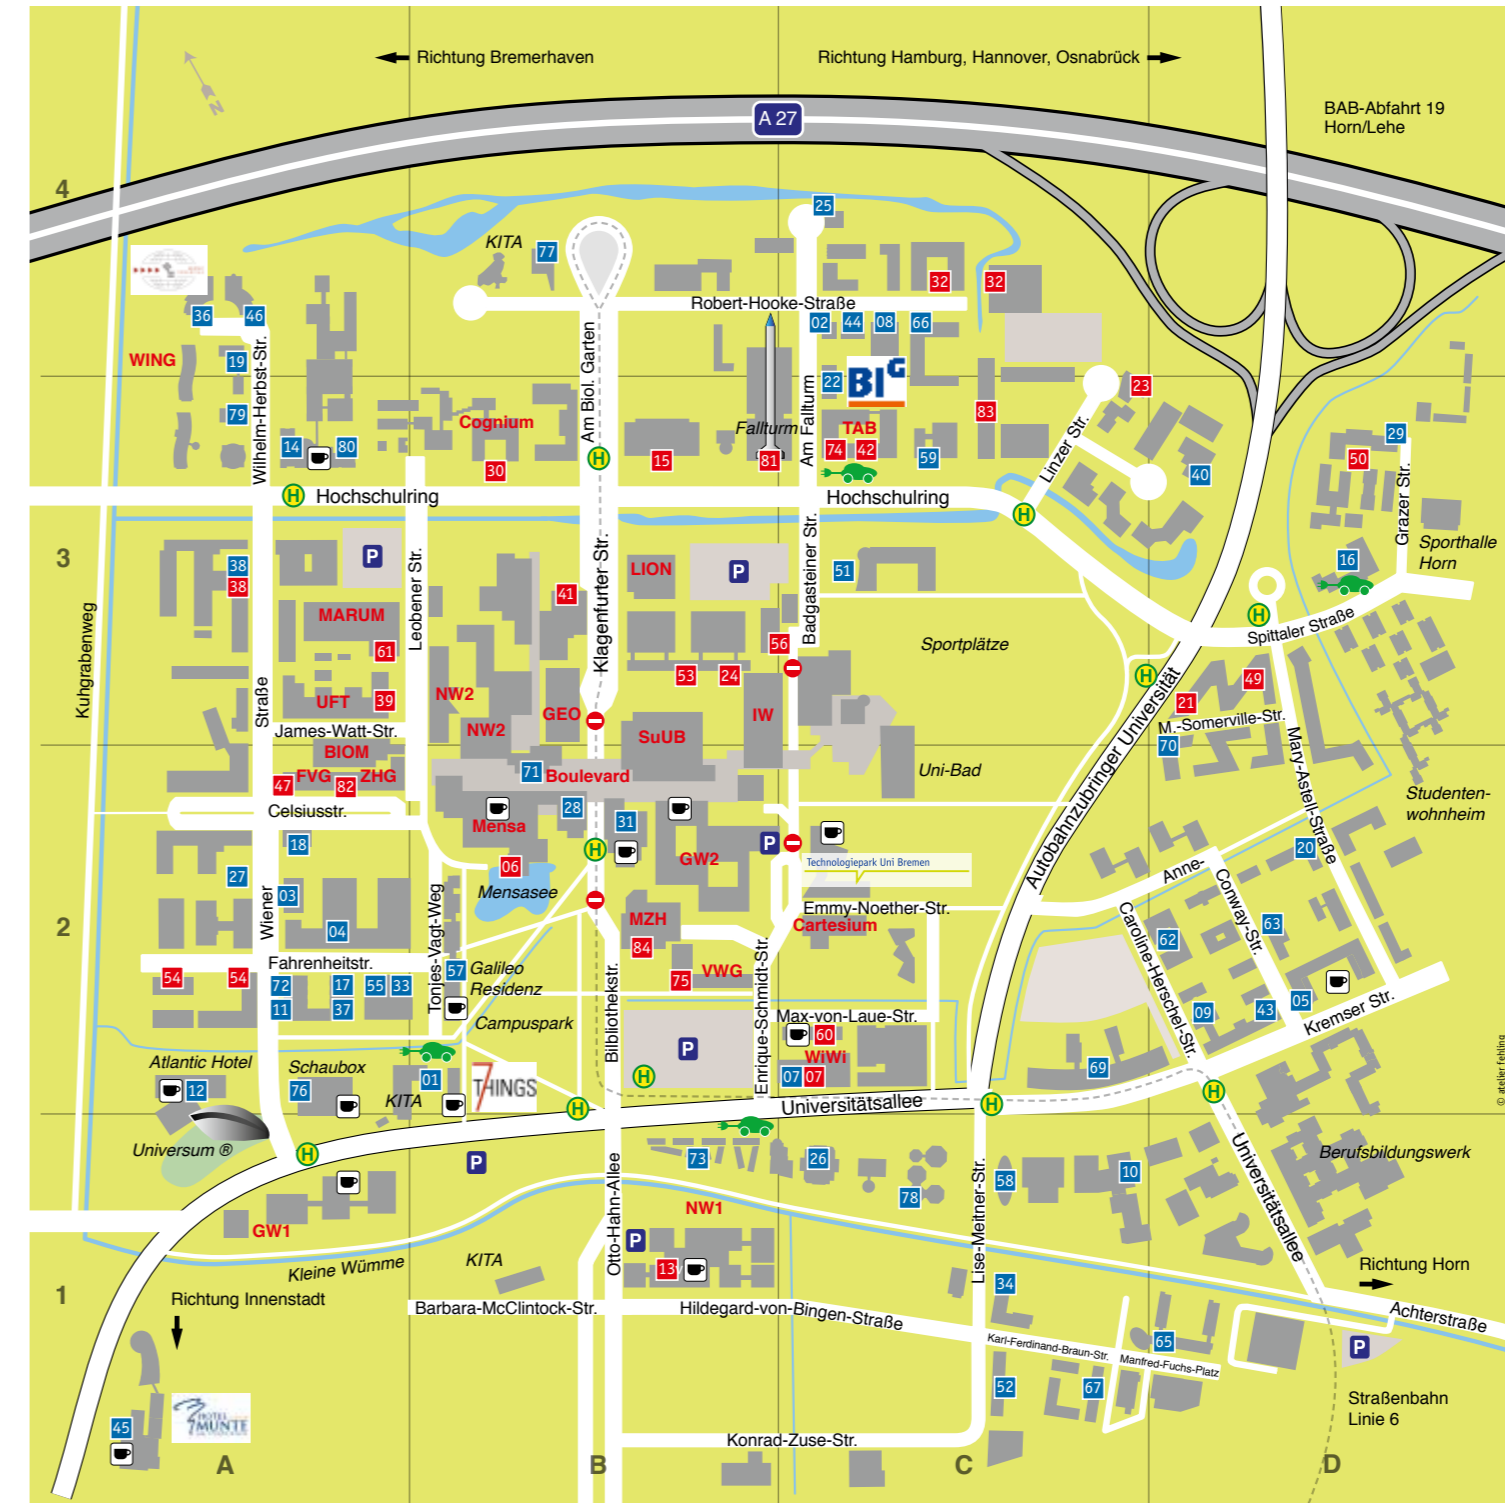 Richtung Bremerhaven
Richtung Hamburg, Hannover, Osnabrück
BAB-Abfahrt 19
Horn/Lehe
A 27
N
4
25
KITA
77
32
32
Robert-Hooke-Straße
36
46
02
44
08
66
WING
19
Wilhelm-Herbst-Str.
Am Biol. Garten
22
BIG
Am Fallturm
23
79
Cognium
83
Fallturm
TAB
Linzer Str.
29
14
80
30
15
81
74
42
59
50
40
Grazer Str.
H
Hochschulring
H
Hochschulring
H
3
Sporthalle
Horn
38
38
P
Leobener Str.
Klagenfurter Str.
LION
P
Badgasteiner Str.
51
16
41
MARUM
Kuhgrabenweg
H
Spittaler Straße
61
56
Sportplätze
53
24
H
49
NW2
UFT
39
GEO
IW
21
Straße
James-Watt-Str.
NW2
SuUB
M.-Somerville-Str.
70
BIOM
FVG
ZHG
47
82
71
Boulevard
Uni-Bad
Autobahnzubringer Universität
Mary-Astell-Straße
Studenten-
wohnheim
Celsiusstr.
Mensa
28
31
18
H
P
GW2
20
06
Technologiepark Uni Bremen
Anne-
Conway-Str.
27
03
Mensasee
Wiener
Tonjes-Vagt-Weg
Emmy-Noether-Str.
2
04
MZH
Cartesium
Caroline-Herschel-Str.
63
62
84
Fahrenheitstr.
54
54
57
Galileo
Residenz
75
VWG
72
17
55
33
11
37
Bilbliothekstr.
Enrique-Schmidt-Str.
05
43
09
Kremser Str.
Campuspark
Max-von-Laue-Str.
60
P
WiWi
Atlantic Hotel
Schaubox
69
12
76
01
7THINGS
H
07
07
KITA
H
Universitätsallee
H
H
© atelier fehling
Universum ®
H
P
73
26
78
58
10
Universitätsallee
Berufsbildungswerk
GW1
Otto-Hahn-Allee
NW1
Lise-Meitner-Str.
P
KITA
13y
Kleine Wümme
Richtung Horn
34
1
Richtung Innenstadt
Barbara-McClintock-Str.
Hildegard-von-Bingen-Straße
Achterstraße
Karl-Ferdinand-Braun-Str.
Manfred-Fuchs-Platz
65
P
52
67
Straßenbahn
Linie 6
HOTEL
MUNTE
45
Konrad-Zuse-Str.
A
B
C
D